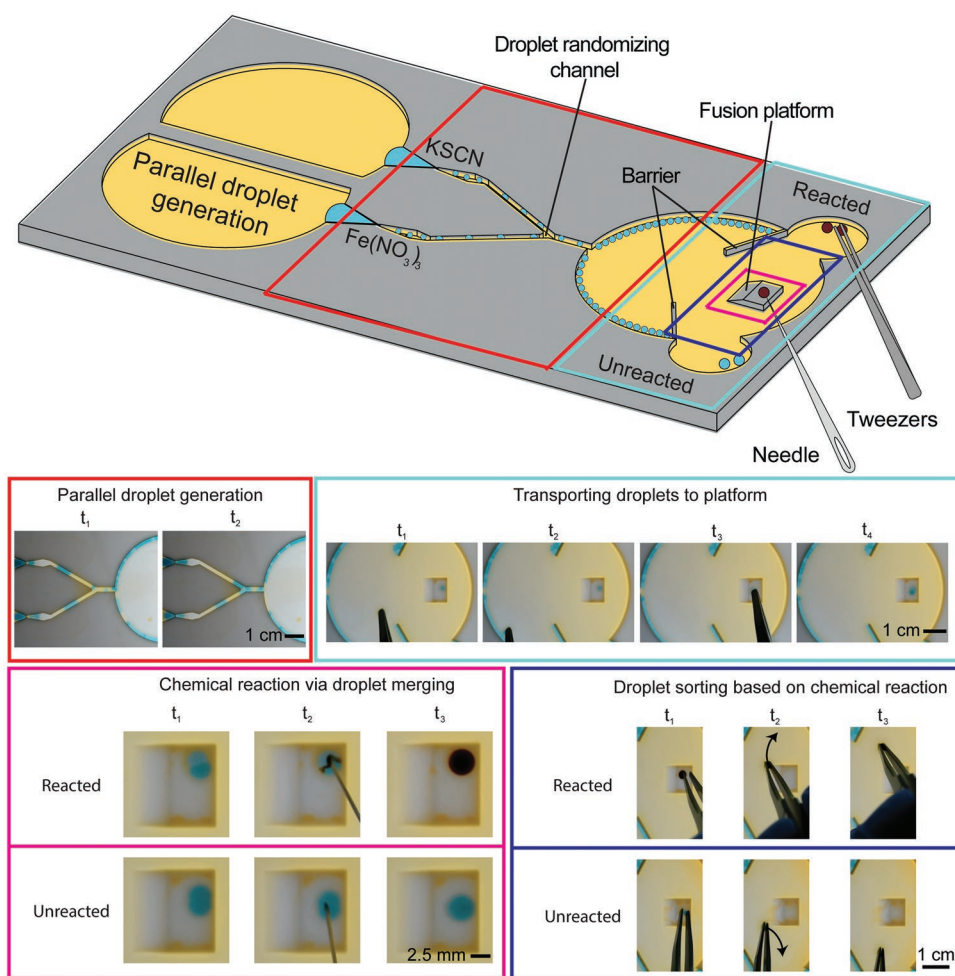 Droplet randomizing
channel
Fusion platform
KSCN
Barrier
Reacted
Parallel droplet
generation
Fe(NO₃)₃
Unreacted
Tweezers
Needle
Parallel droplet generation
t₁ t₂
1 cm
Transporting droplets to platform
t₁ t₂ t₃ t₄
1 cm
Chemical reaction via droplet merging
t₁ t₂ t₃
Reacted
Unreacted
2.5 mm
Droplet sorting based on chemical reaction
t₁ t₂ t₃
Reacted
Unreacted
1 cm